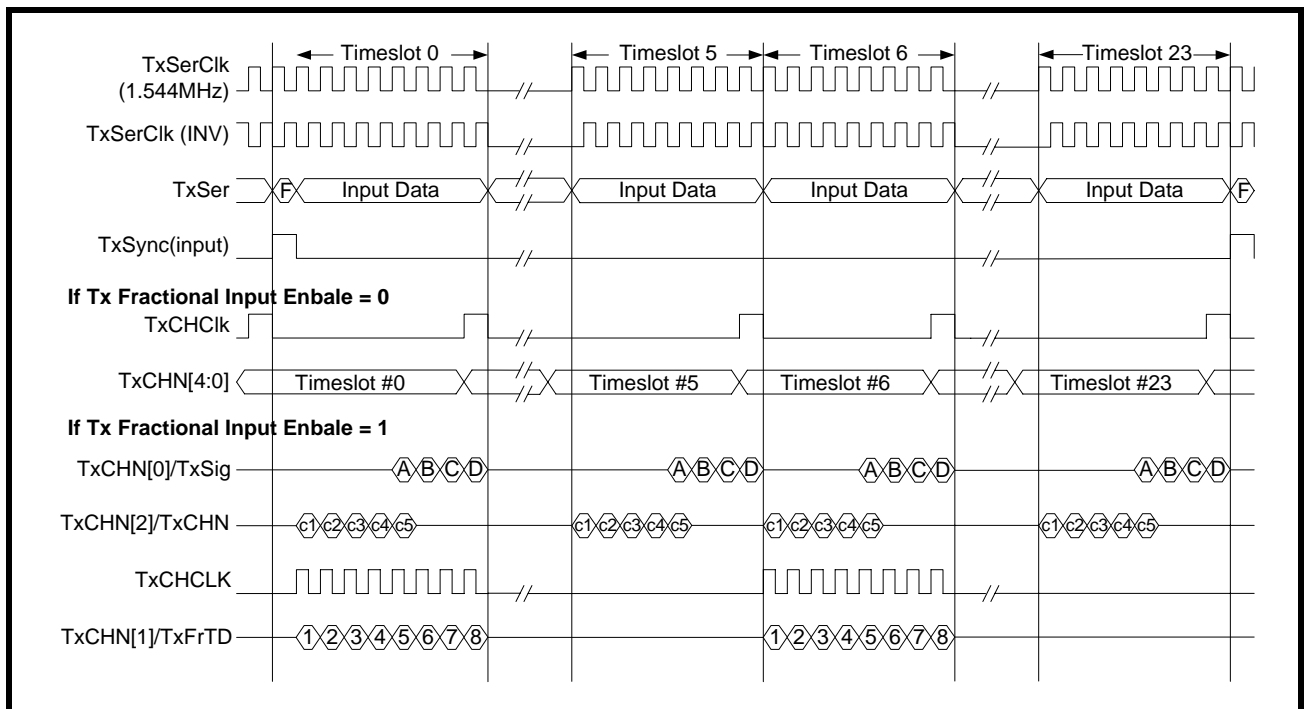 Timeslot 0 Timeslot 5 Timeslot 6 Timeslot 23
TxSerClk
(1.544MHz)
TxSerClk (INV)
TxSer F Input Data Input Data Input Data Input Data F
TxSync(input)
If Tx Fractional Input Enbale = 0
TxCHClk
TxCHN[4:0] Timeslot #0 Timeslot #5 Timeslot #6 Timeslot #23
If Tx Fractional Input Enbale = 1
TxCHN[0]/TxSig A B C D A B C D A B C D A B C D
TxCHN[2]/TxCHN c1 c2 c3 c4 c5 c1 c2 c3 c4 c5 c1 c2 c3 c4 c5 c1 c2 c3 c4 c5
TxCHCLK
TxCHN[1]/TxFrTD 1 2 3 4 5 6 7 8 1 2 3 4 5 6 7 8